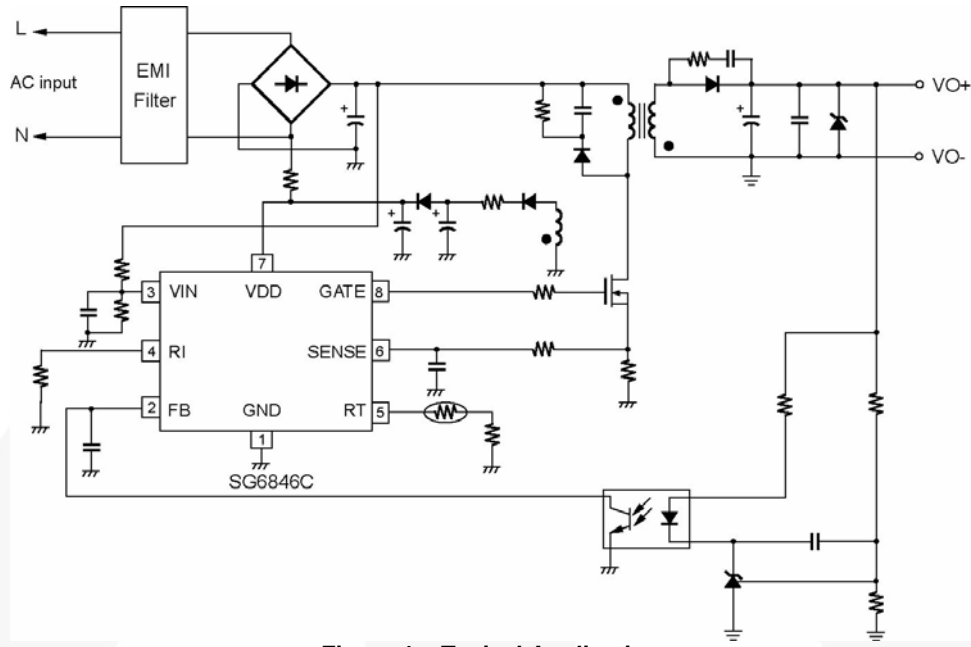 L
AC input
N
EMI
Filter
VO+
VO-
7
3 VIN VDD GATE 8
4 RI SENSE 6
2 FB GND RT 5
1
SG6846C
+
+
+
+